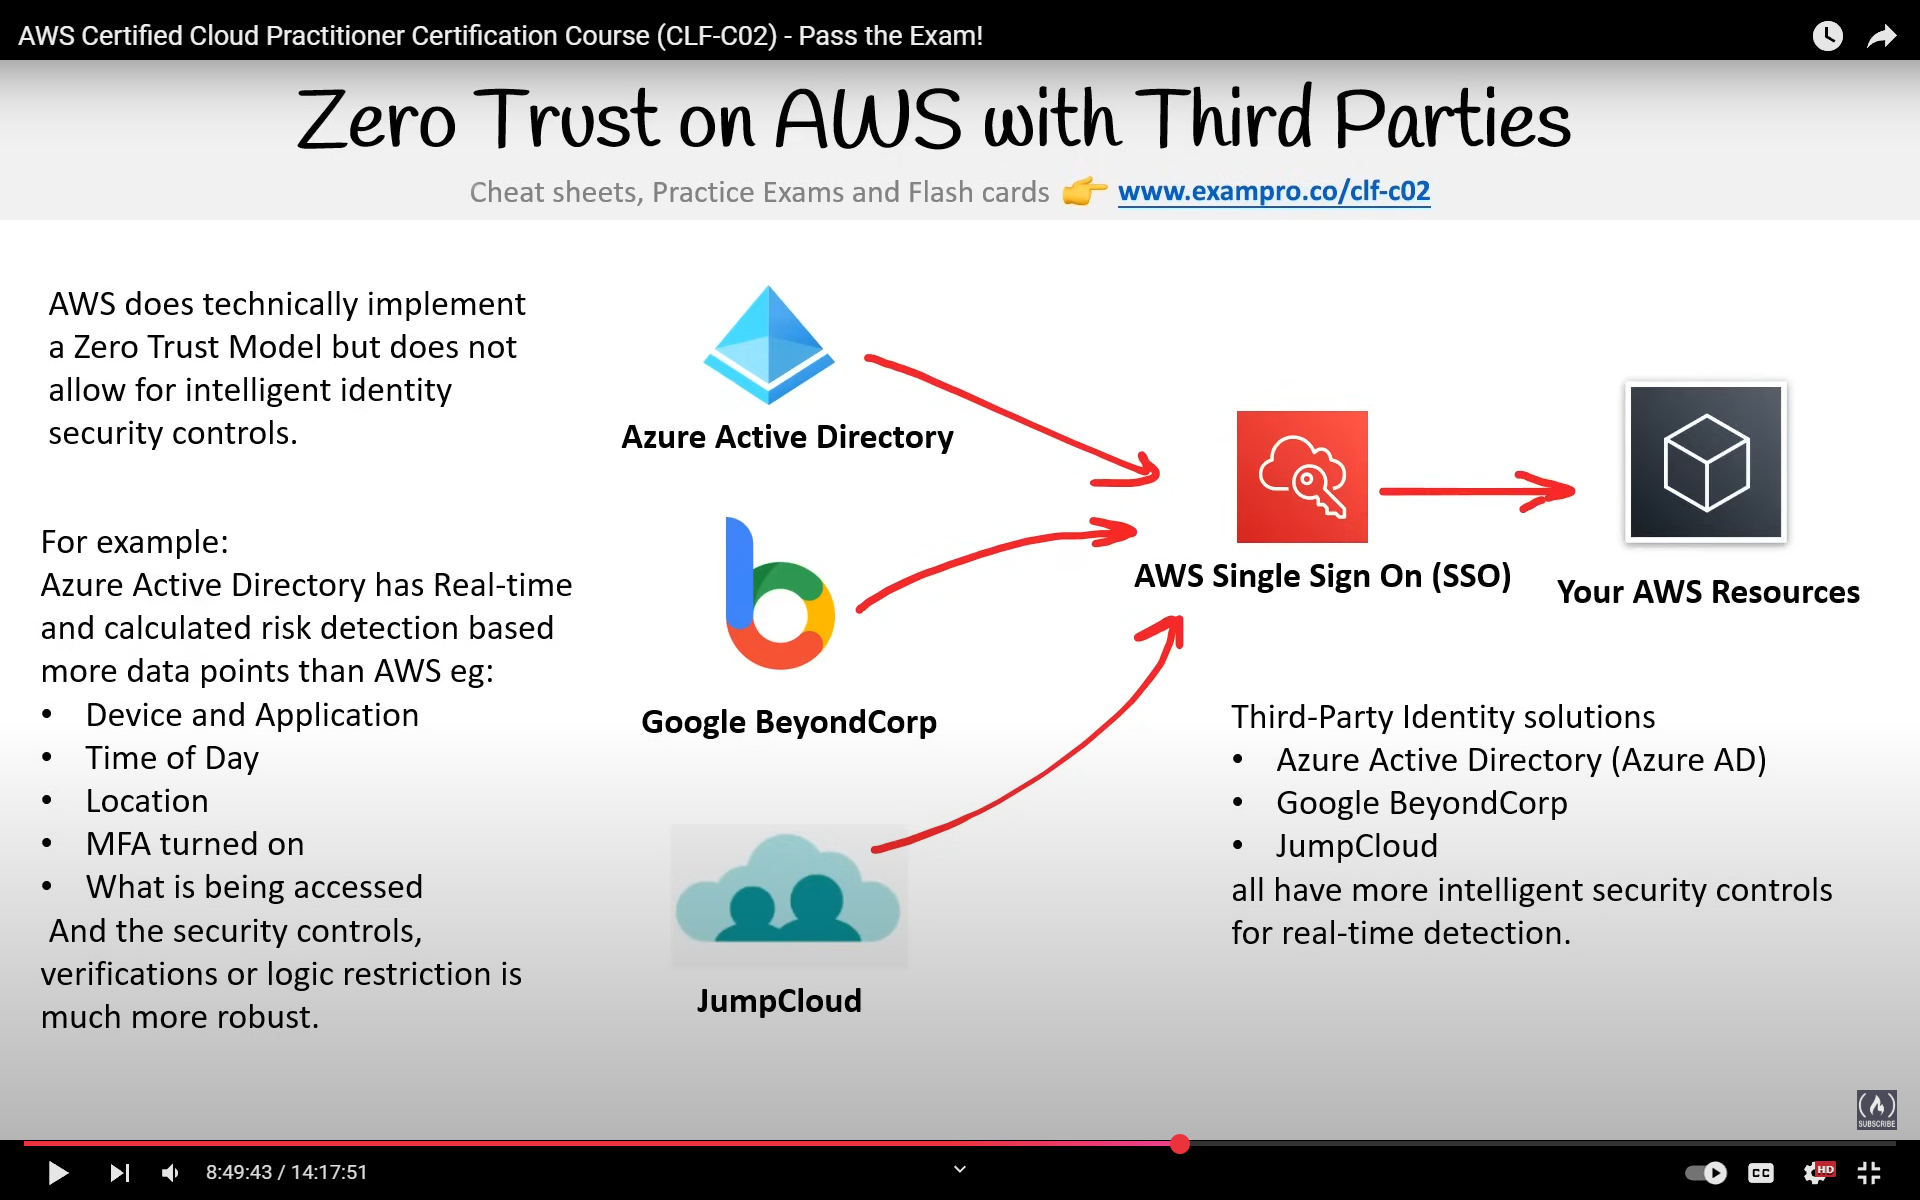 AWS Certified Cloud Practitioner Certification Course (CLF-C02) - Pass the Exam!
Zero Trust on AWS with Third Parties
Cheat sheets, Practice Exams and Flash cards 👉 www.exampro.co/clf-c02
AWS does technically implement
a Zero Trust Model but does not
allow for intelligent identity
security controls.
For example:
Azure Active Directory has Real-time
and calculated risk detection based
more data points than AWS eg:
• Device and Application
• Time of Day
• Location
• MFA turned on
• What is being accessed
And the security controls,
verifications or logic restriction is
much more robust.
Azure Active Directory
Google BeyondCorp
JumpCloud
AWS Single Sign On (SSO)
Your AWS Resources
Third-Party Identity solutions
• Azure Active Directory (Azure AD)
• Google BeyondCorp
• JumpCloud
all have more intelligent security controls
for real-time detection.
SUBSCRIBE
8:49:43 / 14:17:51
CC
HD